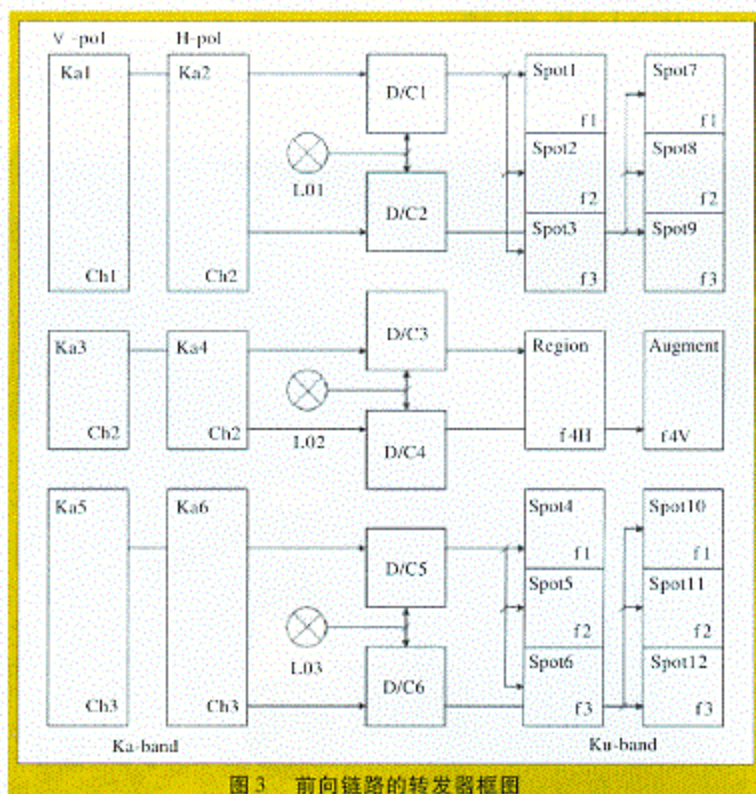 V-pol H-pol
Ka1 Ka2 D/C1 Spot1 Spot7
f1 f1
Spot2 Spot8
L01
f2 f2
D/C2 Spot3 Spot9
Ch1 Ch2 f3 f3
D/C3
Ka3 Ka4 Region Augment
Ch2 Ch2 L02 f4H f4V
D/C4
Ka5 Ka6 Spot4 Spot10
D/C5 f1 f1
Spot5 Spot11
f2 f2
L03
Spot6 Spot12
D/C6
Ch3 Ch3 f3 f3
Ka-band Ku-band
图3 前向链路的转发器框图